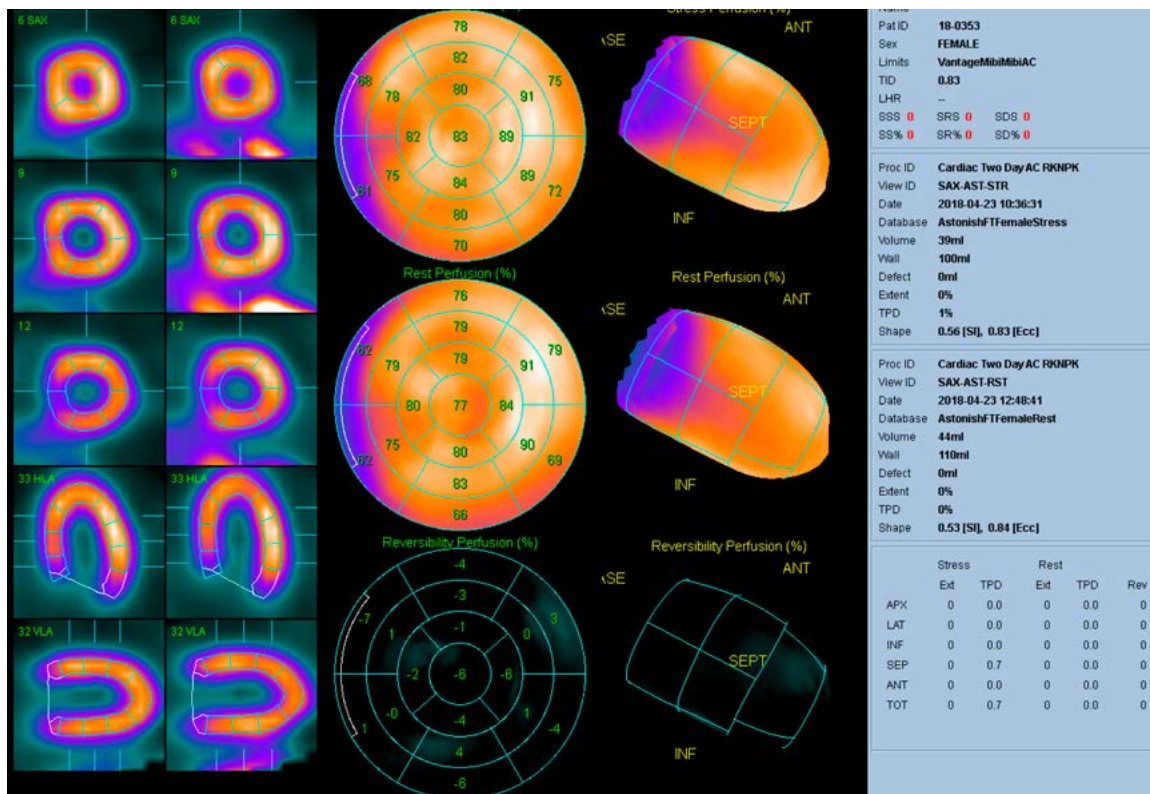 6 SAX
6 SAX
9
9
12
12
33 HLA
33 HLA
32 VLA
32 VLA
78
82
68
78
80
91
75
82
83
89
75
84
89
61
80
72
70
Rest Perfusion (%)
76
79
62
79
79
91
79
80
77
84
75
80
90
62
83
69
66
Reversibility Perfusion (%)
-4
-3
-7
1
-1
0
3
-2
-6
-6
-0
-4
1
1
4
-4
-6
Stress Perfusion (%)
ANT
ASE
SEPT
INF
Rest Perfusion (%)
ANT
ASE
SEPT
INF
Reversibility Perfusion (%)
ANT
ASE
SEPT
INF
Name
Pat ID 18-0353
Sex FEMALE
Limits VantageMibiMibiAC
TID 0.83
LHR --
SSS 0 SRS 0 SDS 0
SS% 0 SR% 0 SD% 0
Proc ID Cardiac Two Day AC RKNPK
View ID SAX-AST-STR
Date 2018-04-23 10:36:31
Database AstonishFTFemaleStress
Volume 39ml
Wall 100ml
Defect 0ml
Extent 0%
TPD 1%
Shape 0.56 [SI], 0.83 [Ecc]
Proc ID Cardiac Two Day AC RKNPK
View ID SAX-AST-RST
Date 2018-04-23 12:48:41
Database AstonishFTFemaleRest
Volume 44ml
Wall 110ml
Defect 0ml
Extent 0%
TPD 0%
Shape 0.53 [SI], 0.84 [Ecc]
Stress Rest
Ext TPD Ext TPD Rev
APX 0 0.0 0 0.0 0
LAT 0 0.0 0 0.0 0
INF 0 0.0 0 0.0 0
SEP 0 0.7 0 0.0 0
ANT 0 0.0 0 0.0 0
TOT 0 0.7 0 0.0 0